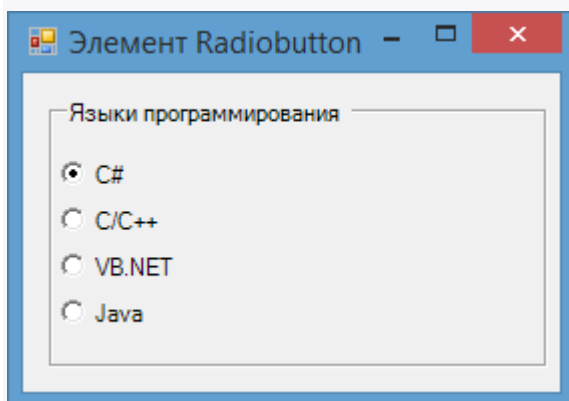 Элемент Radiobutton
Языки программирования
C#
C/C++
VB.NET
Java